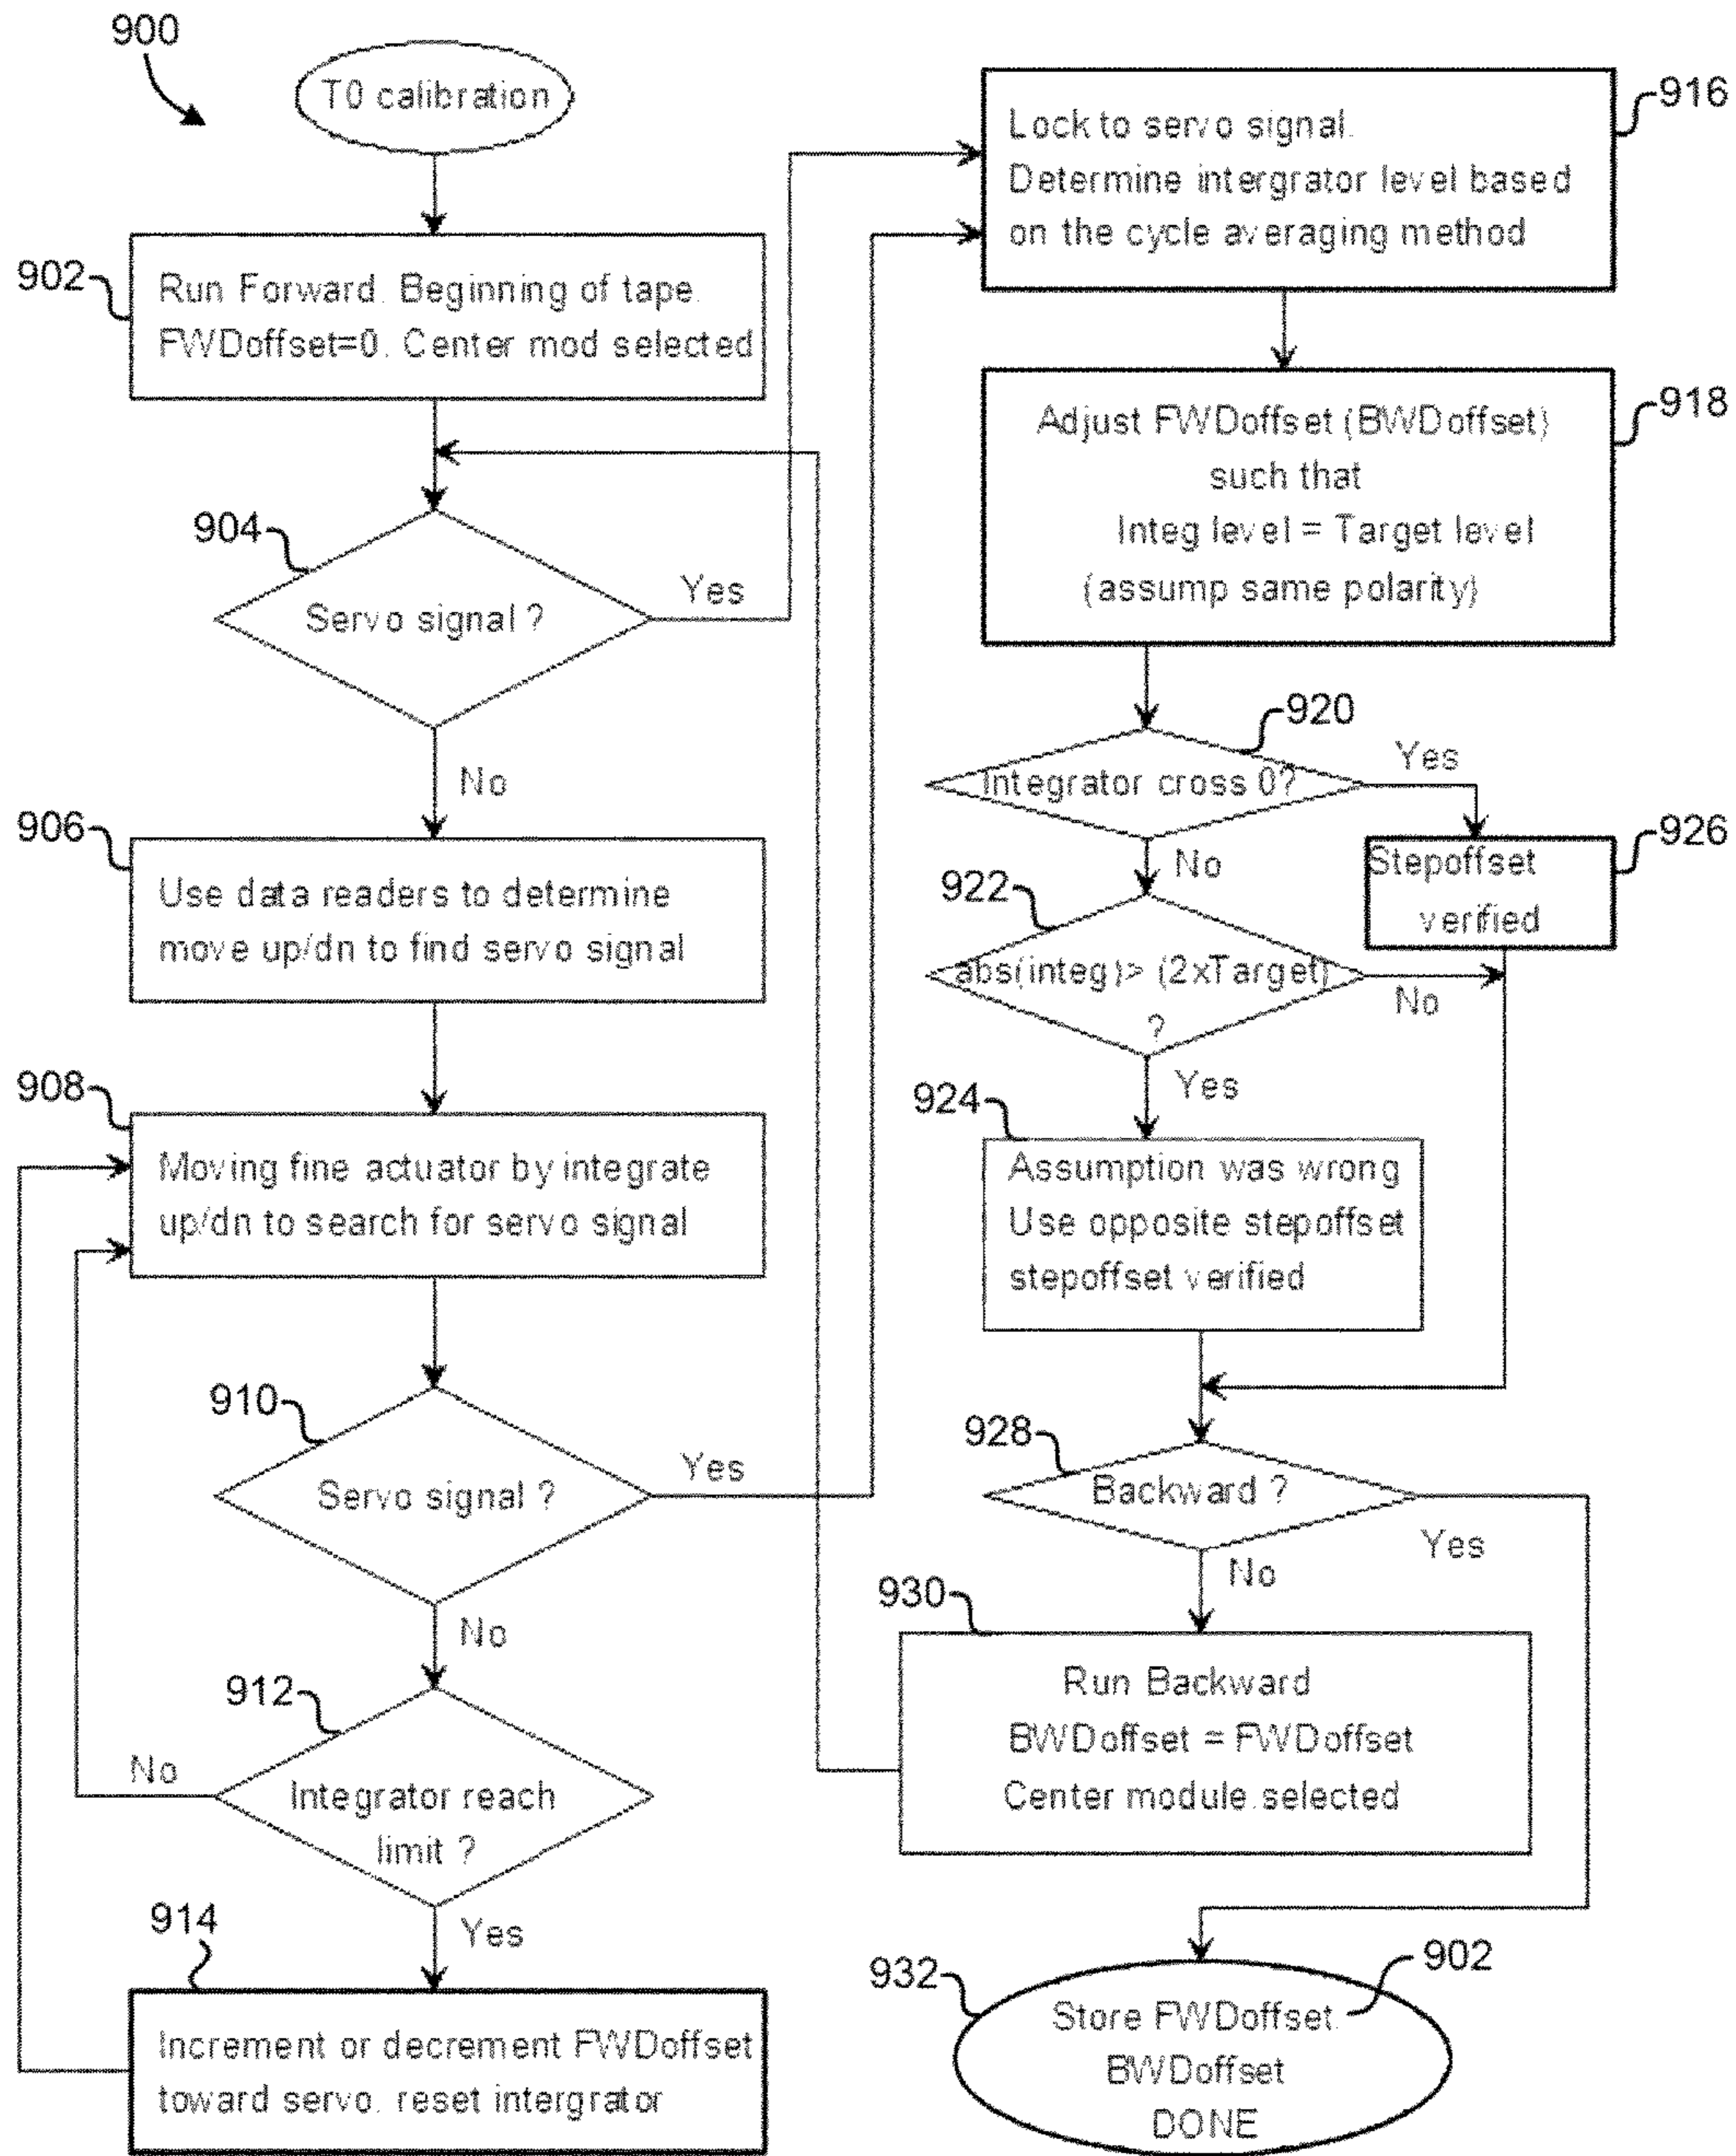 900
T0 calibration
902
Run Forward. Beginning of tape.
FWDoffset=0. Center mod selected
904
Servo signal ?
Yes
No
906
Use data readers to determine
move up/dn to find servo signal
908
Moving fine actuator by integrate
up/dn to search for servo signal
910
Servo signal ?
Yes
No
912
No
Integrator reach
limit ?
Yes
914
Increment or decrement FWDoffset
toward servo. reset intergrator
916
Lock to servo signal.
Determine intergrator level based
on the cycle averaging method
918
Adjust FWDoffset (BWDoffset)
such that
Integ level = Target level
(assump same polarity)
920
Integrator cross 0?
Yes
No
926
Stepoffset
verified
922
abs(integ)> (2xTarget)
?
No
Yes
924
Assumption was wrong
Use opposite stepoffset
stepoffset verified
928
Backward ?
Yes
No
930
Run Backward
BWDoffset = FWDoffset
Center module.selected
932
902
Store FWDoffset.
BWDoffset
DONE